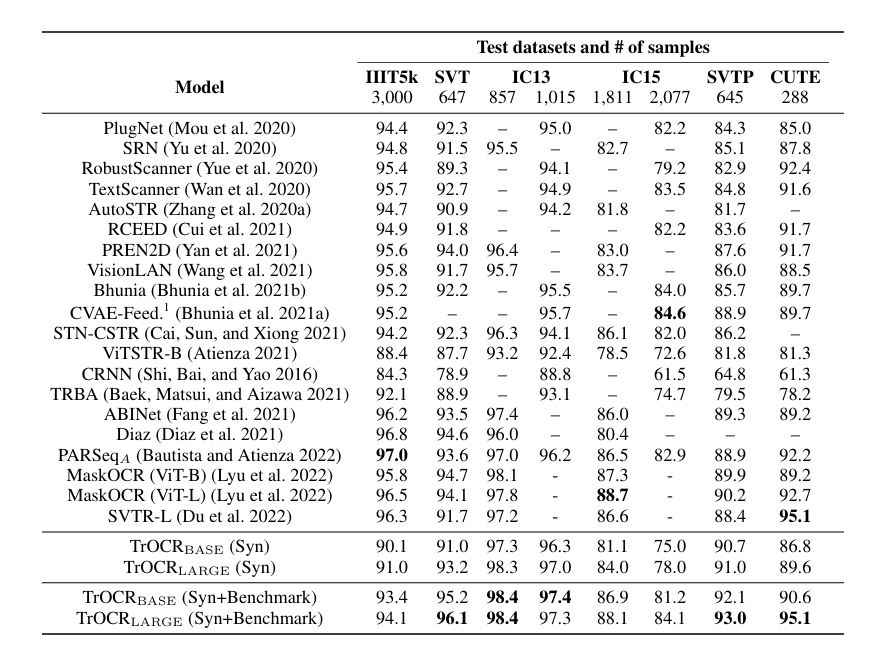 Test datasets and # of samples
Model IIIT5k SVT IC13 IC15 SVTP CUTE
3,000 647 857 1,015 1,811 2,077 645 288
PlugNet (Mou et al. 2020) 94.4 92.3 – 95.0 – 82.2 84.3 85.0
SRN (Yu et al. 2020) 94.8 91.5 95.5 – 82.7 – 85.1 87.8
RobustScanner (Yue et al. 2020) 95.4 89.3 – 94.1 – 79.2 82.9 92.4
TextScanner (Wan et al. 2020) 95.7 92.7 – 94.9 – 83.5 84.8 91.6
AutoSTR (Zhang et al. 2020a) 94.7 90.9 – 94.2 81.8 – 81.7 –
RCEED (Cui et al. 2021) 94.9 91.8 – – – 82.2 83.6 91.7
PREN2D (Yan et al. 2021) 95.6 94.0 96.4 – 83.0 – 87.6 91.7
VisionLAN (Wang et al. 2021) 95.8 91.7 95.7 – 83.7 – 86.0 88.5
Bhunia (Bhunia et al. 2021b) 95.2 92.2 – 95.5 – 84.0 85.7 89.7
CVAE-Feed.¹ (Bhunia et al. 2021a) 95.2 – – 95.7 – 84.6 88.9 89.7
STN-CSTR (Cai, Sun, and Xiong 2021) 94.2 92.3 96.3 94.1 86.1 82.0 86.2 –
ViTSTR-B (Atienza 2021) 88.4 87.7 93.2 92.4 78.5 72.6 81.8 81.3
CRNN (Shi, Bai, and Yao 2016) 84.3 78.9 – 88.8 – 61.5 64.8 61.3
TRBA (Baek, Matsui, and Aizawa 2021) 92.1 88.9 – 93.1 – 74.7 79.5 78.2
ABINet (Fang et al. 2021) 96.2 93.5 97.4 – 86.0 – 89.3 89.2
Diaz (Diaz et al. 2021) 96.8 94.6 96.0 – 80.4 – – –
PARSeqA (Bautista and Atienza 2022) 97.0 93.6 97.0 96.2 86.5 82.9 88.9 92.2
MaskOCR (ViT-B) (Lyu et al. 2022) 95.8 94.7 98.1 - 87.3 - 89.9 89.2
MaskOCR (ViT-L) (Lyu et al. 2022) 96.5 94.1 97.8 - 88.7 - 90.2 92.7
SVTR-L (Du et al. 2022) 96.3 91.7 97.2 - 86.6 - 88.4 95.1
TrOCRBASE (Syn) 90.1 91.0 97.3 96.3 81.1 75.0 90.7 86.8
TrOCRLARGE (Syn) 91.0 93.2 98.3 97.0 84.0 78.0 91.0 89.6
TrOCRBASE (Syn+Benchmark) 93.4 95.2 98.4 97.4 86.9 81.2 92.1 90.6
TrOCRLARGE (Syn+Benchmark) 94.1 96.1 98.4 97.3 88.1 84.1 93.0 95.1